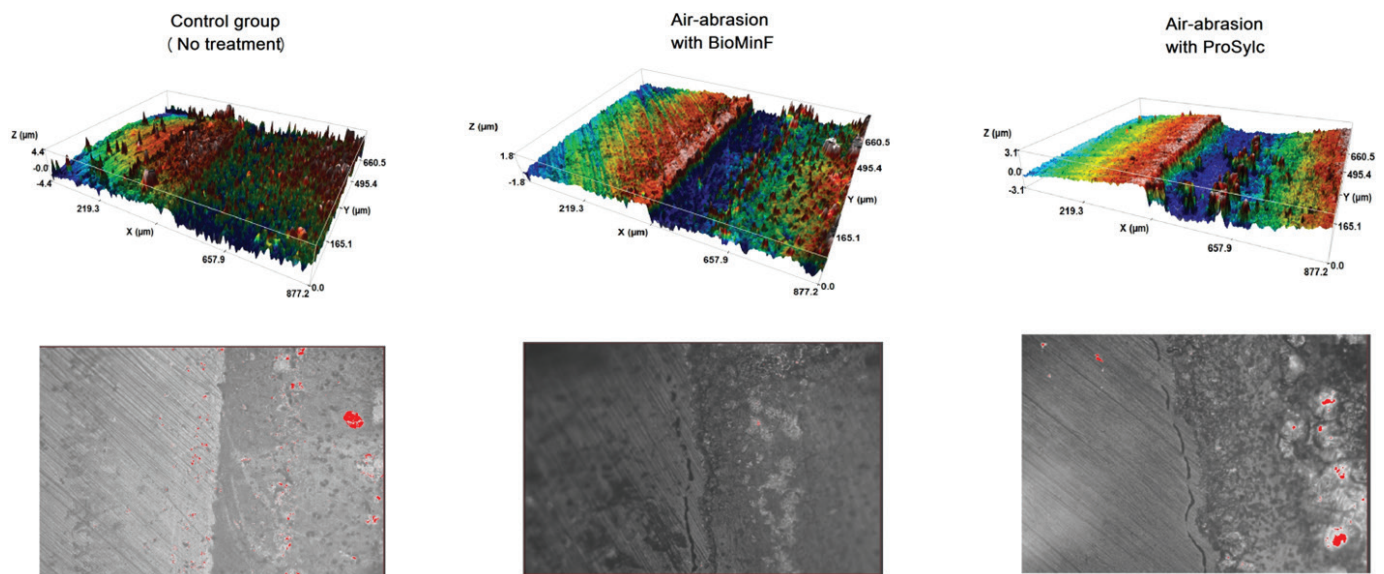 Control group
( No treatment)
Z (µm)
4.4
-0.0
-4.4
219.3
X (µm)
657.9
877.2
0.0
165.1
Y (µm)
495.4
660.5
Air-abrasion
with BioMinF
Z (µm)
1.8
-1.8
219.3
X (µm)
657.9
877.2
0.0
165.1
Y (µm)
495.4
660.5
Air-abrasion
with ProSylc
Z (µm)
3.1
0.0
-3.1
219.3
X (µm)
657.9
877.2
0.0
165.1
Y (µm)
495.4
660.5